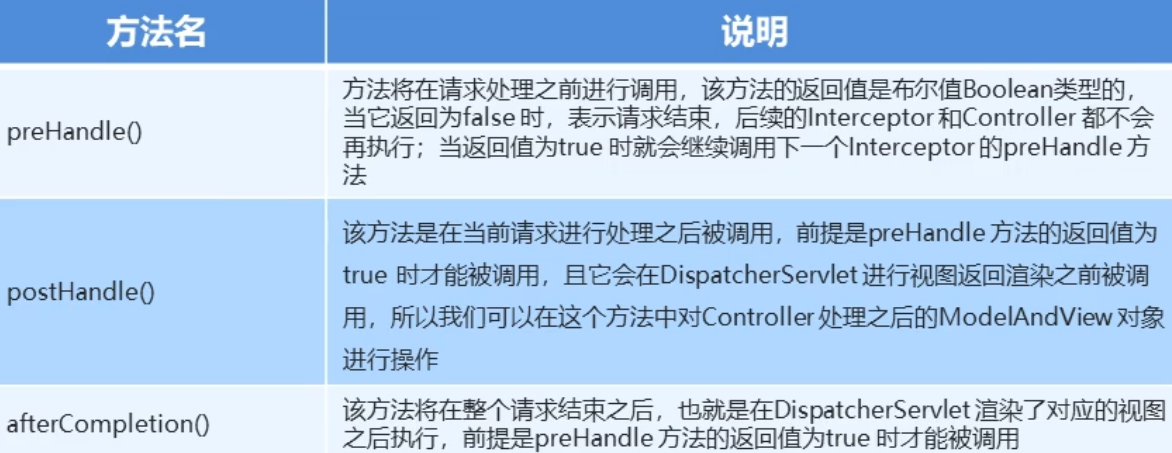 方法名
说明
preHandle()
方法将在请求处理之前进行调用，该方法的返回值是布尔值Boolean类型的，
当它返回为false 时，表示请求结束，后续的Interceptor 和Controller 都不会
再执行；当返回值为true 时就会继续调用下一个Interceptor 的preHandle 方
法
postHandle()
该方法是在当前请求进行处理之后被调用，前提是preHandle 方法的返回值为
true 时才能被调用，且它会在DispatcherServlet 进行视图返回渲染之前被调
用，所以我们可以在这个方法中对Controller 处理之后的ModelAndView 对象
进行操作
afterCompletion()
该方法将在整个请求结束之后，也就是在DispatcherServlet 渲染了对应的视图
之后执行，前提是preHandle 方法的返回值为true 时才能被调用